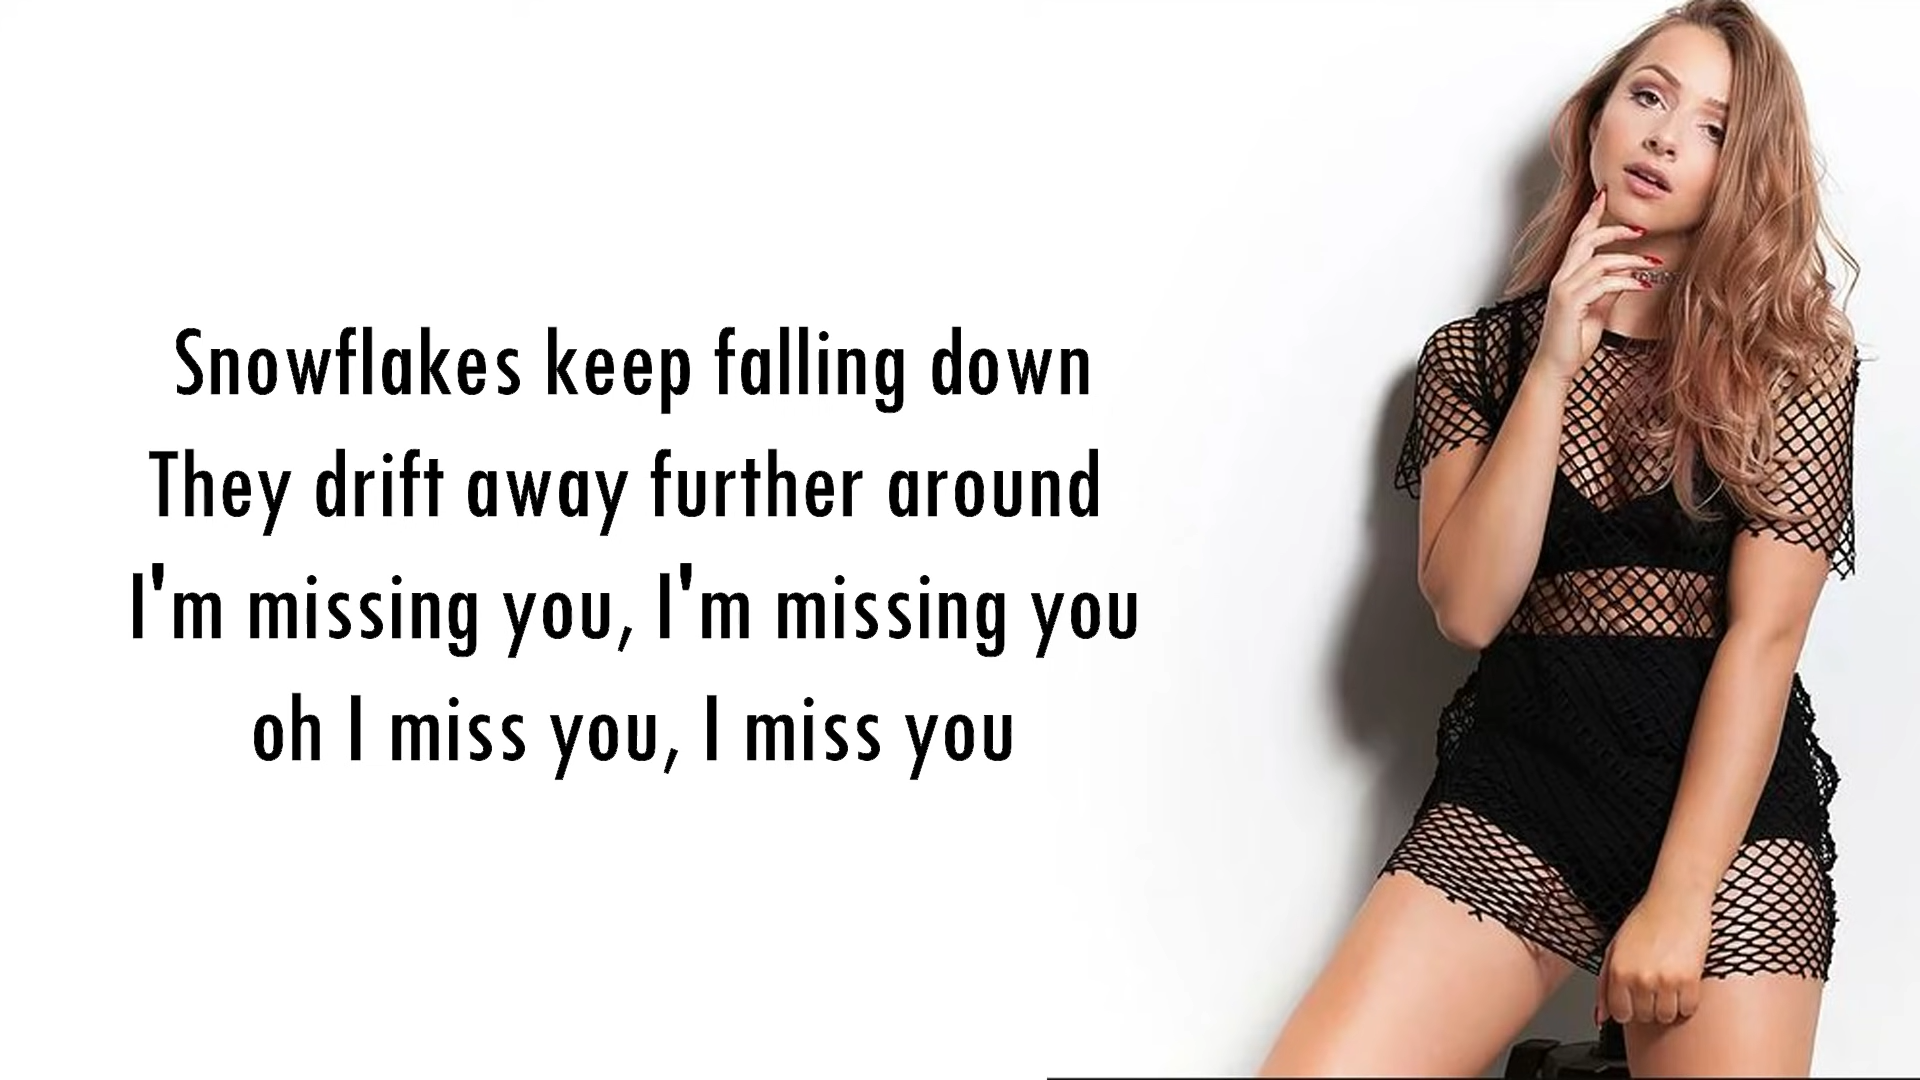 Snowflakes keep falling down
They drift away further around
I'm missing you, I'm missing you
oh I miss you, I miss you